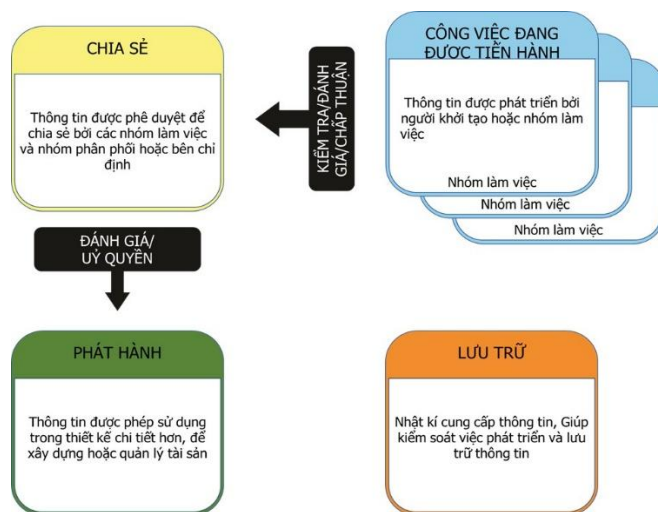 CHIA SẺ
Thông tin được phê duyệt để
chia sẻ bởi các nhóm làm việc
và nhóm phân phối hoặc bên chỉ
định
KIỂM TRA/ĐÁNH
GIÁ/CHẤP THUẬN
CÔNG VIỆC ĐANG
ĐƯỢC TIẾN HÀNH
Thông tin được phát triển bởi
người khởi tạo hoặc nhóm làm
việc
Nhóm làm việc
Nhóm làm việc
Nhóm làm việc
ĐÁNH GIÁ/
UỶ QUYỀN
PHÁT HÀNH
Thông tin được phép sử dụng
trong thiết kế chi tiết hơn, để
xây dựng hoặc quản lý tài sản
LƯU TRỮ
Nhật kí cung cấp thông tin, Giúp
kiểm soát việc phát triển và lưu
trữ thông tin